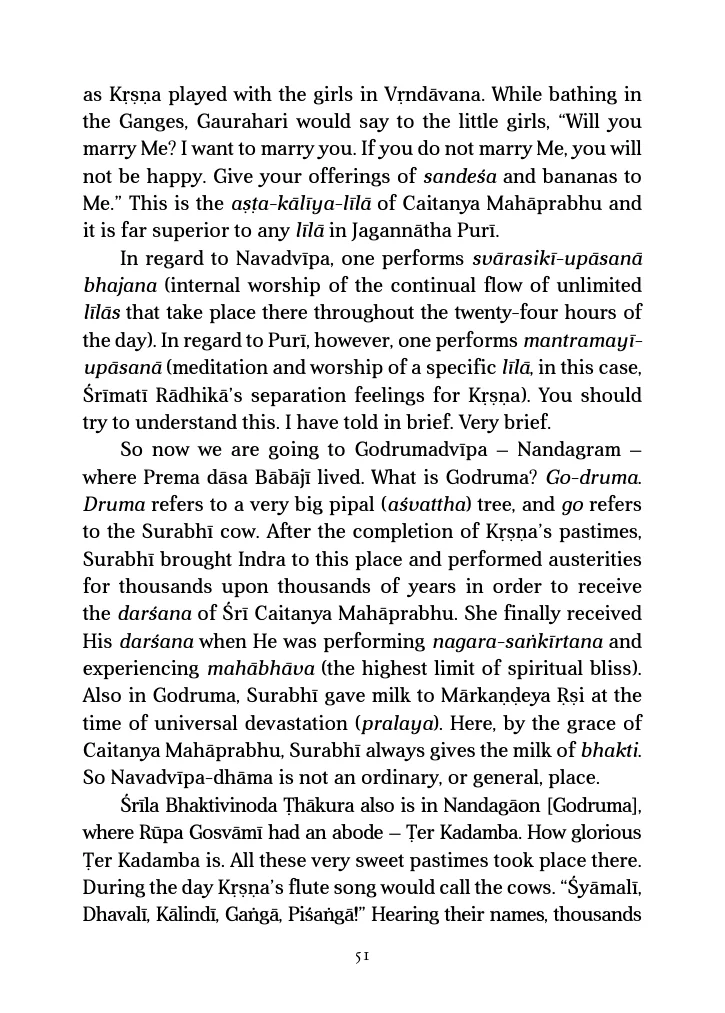 as Kṛṣṇa played with the girls in Vṛndāvana. While bathing in
the Ganges, Gaurahari would say to the little girls, “Will you
marry Me? I want to marry you. If you do not marry Me, you will
not be happy. Give your offerings of sandeśa and bananas to
Me.” This is the aṣṭa-kālīya-līlā of Caitanya Mahāprabhu and
it is far superior to any līlā in Jagannātha Purī.
In regard to Navadvīpa, one performs svārasikī-upāsanā
bhajana (internal worship of the continual flow of unlimited
līlās that take place there throughout the twenty-four hours of
the day). In regard to Purī, however, one performs mantramayī-
upāsanā (meditation and worship of a specific līlā, in this case,
Śrīmatī Rādhikā’s separation feelings for Kṛṣṇa). You should
try to understand this. I have told in brief. Very brief.
So now we are going to Godrumadvīpa – Nandagram –
where Prema dāsa Bābājī lived. What is Godruma? Go-druma.
Druma refers to a very big pipal (aśvattha) tree, and go refers
to the Surabhī cow. After the completion of Kṛṣṇa’s pastimes,
Surabhī brought Indra to this place and performed austerities
for thousands upon thousands of years in order to receive
the darśana of Śrī Caitanya Mahāprabhu. She finally received
His darśana when He was performing nagara-saṅkīrtana and
experiencing mahābhāva (the highest limit of spiritual bliss).
Also in Godruma, Surabhī gave milk to Mārkaṇḍeya Ṛṣi at the
time of universal devastation (pralaya). Here, by the grace of
Caitanya Mahāprabhu, Surabhī always gives the milk of bhakti.
So Navadvīpa-dhāma is not an ordinary, or general, place.
Śrīla Bhaktivinoda Ṭhākura also is in Nandagāon [Godruma],
where Rūpa Gosvāmī had an abode – Ṭer Kadamba. How glorious
Ṭer Kadamba is. All these very sweet pastimes took place there.
During the day Kṛṣṇa’s flute song would call the cows. “Śyāmalī,
Dhavalī, Kālindī, Gaṅgā, Piśaṅgā!” Hearing their names, thousands
51